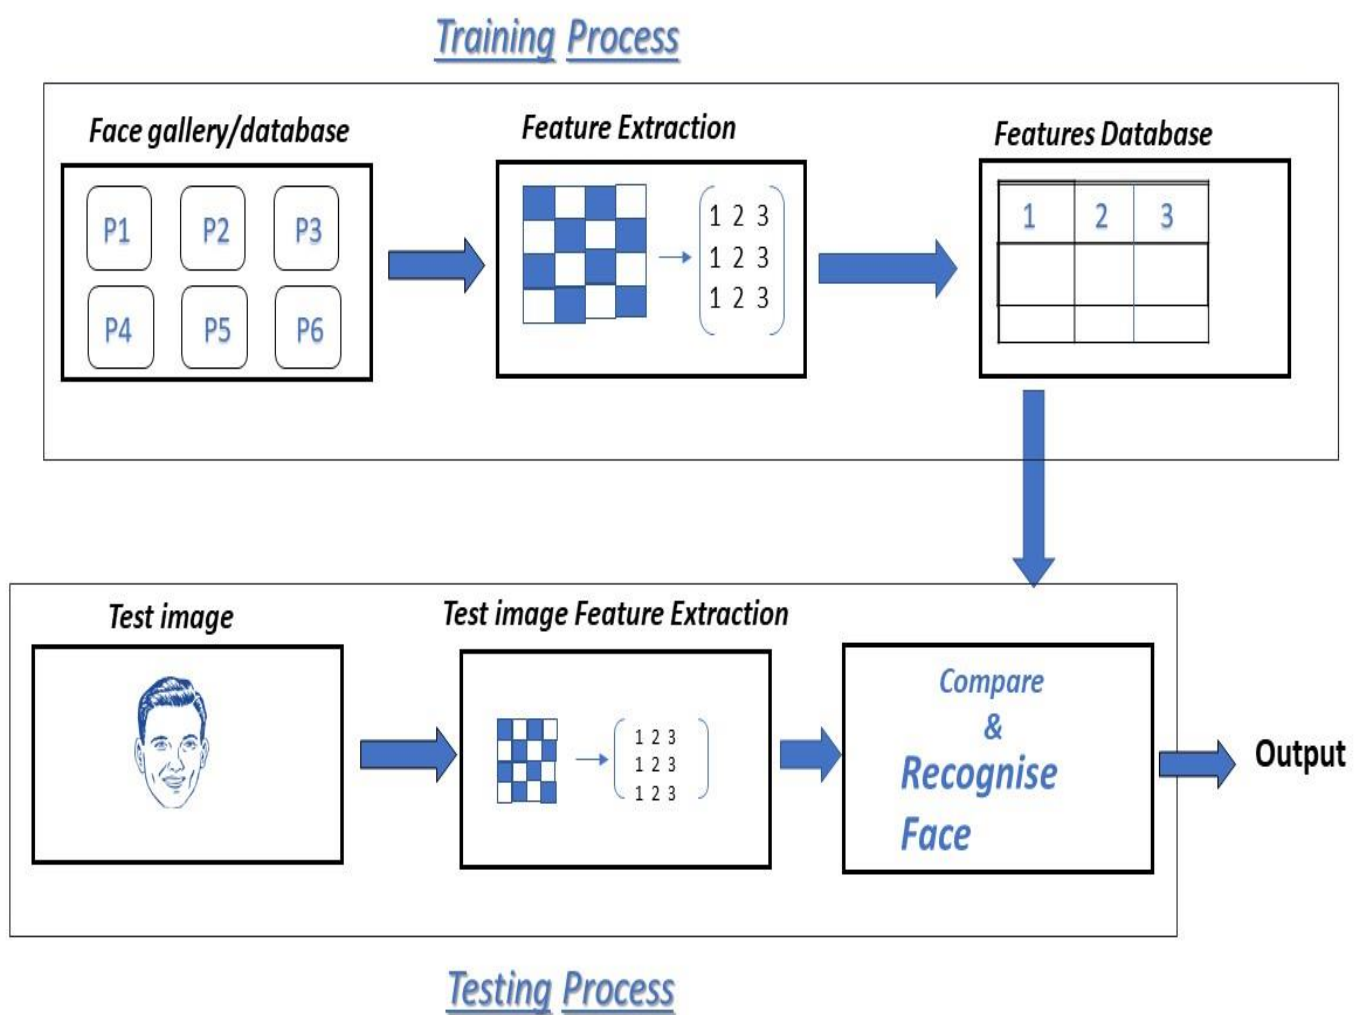 Training Process
Face gallery/database
Feature Extraction
Features Database
P1 P2 P3
P4 P5 P6
1 2 3
1 2 3
1 2 3
1 2 3
Test image
Test image Feature Extraction
1 2 3
1 2 3
1 2 3
Compare
&
Recognise
Face
Output
Testing Process